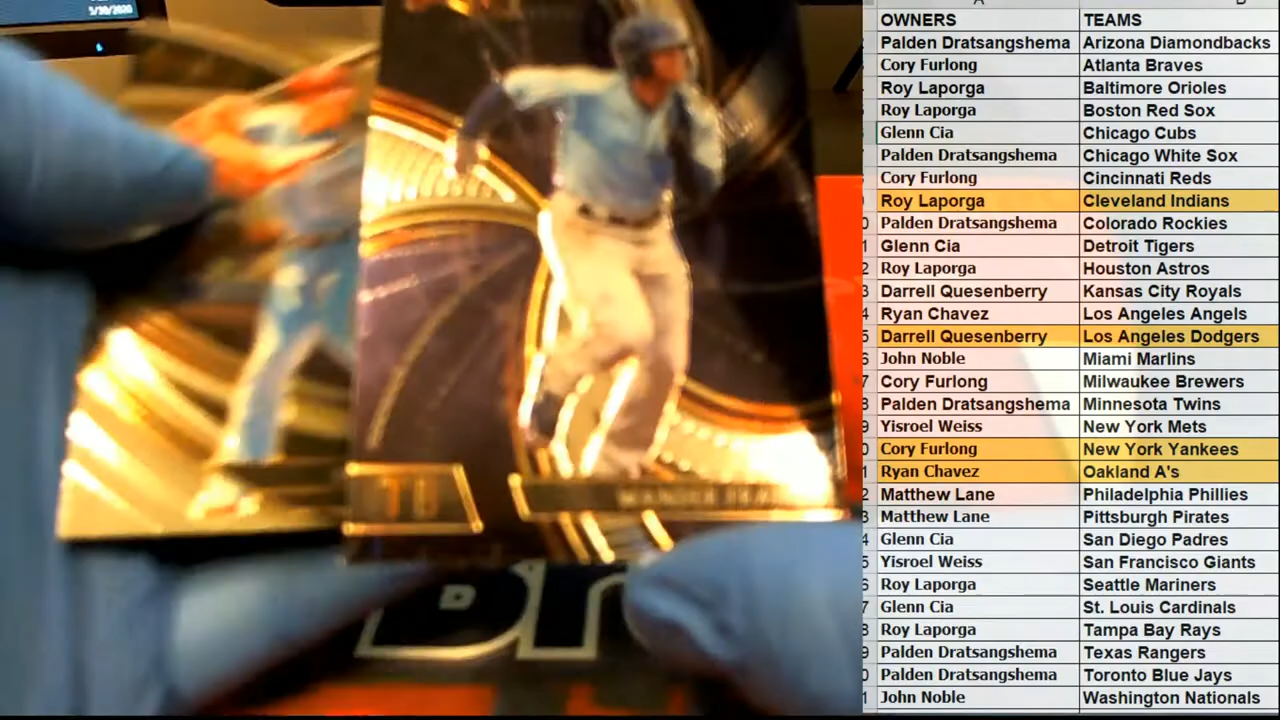 5/30/2020
WANDER
OWNERS TEAMS
Palden Dratsangshema Arizona Diamondbacks
Cory Furlong Atlanta Braves
Roy Laporga Baltimore Orioles
Roy Laporga Boston Red Sox
Glenn Cia Chicago Cubs
Palden Dratsangshema Chicago White Sox
Cory Furlong Cincinnati Reds
Roy Laporga Cleveland Indians
Palden Dratsangshema Colorado Rockies
Glenn Cia Detroit Tigers
Roy Laporga Houston Astros
Darrell Quesenberry Kansas City Royals
Ryan Chavez Los Angeles Angels
Darrell Quesenberry Los Angeles Dodgers
John Noble Miami Marlins
Cory Furlong Milwaukee Brewers
Palden Dratsangshema Minnesota Twins
Yisroel Weiss New York Mets
Cory Furlong New York Yankees
Ryan Chavez Oakland A's
Matthew Lane Philadelphia Phillies
Matthew Lane Pittsburgh Pirates
Glenn Cia San Diego Padres
Yisroel Weiss San Francisco Giants
Roy Laporga Seattle Mariners
Glenn Cia St. Louis Cardinals
Roy Laporga Tampa Bay Rays
Palden Dratsangshema Texas Rangers
Palden Dratsangshema Toronto Blue Jays
John Noble Washington Nationals